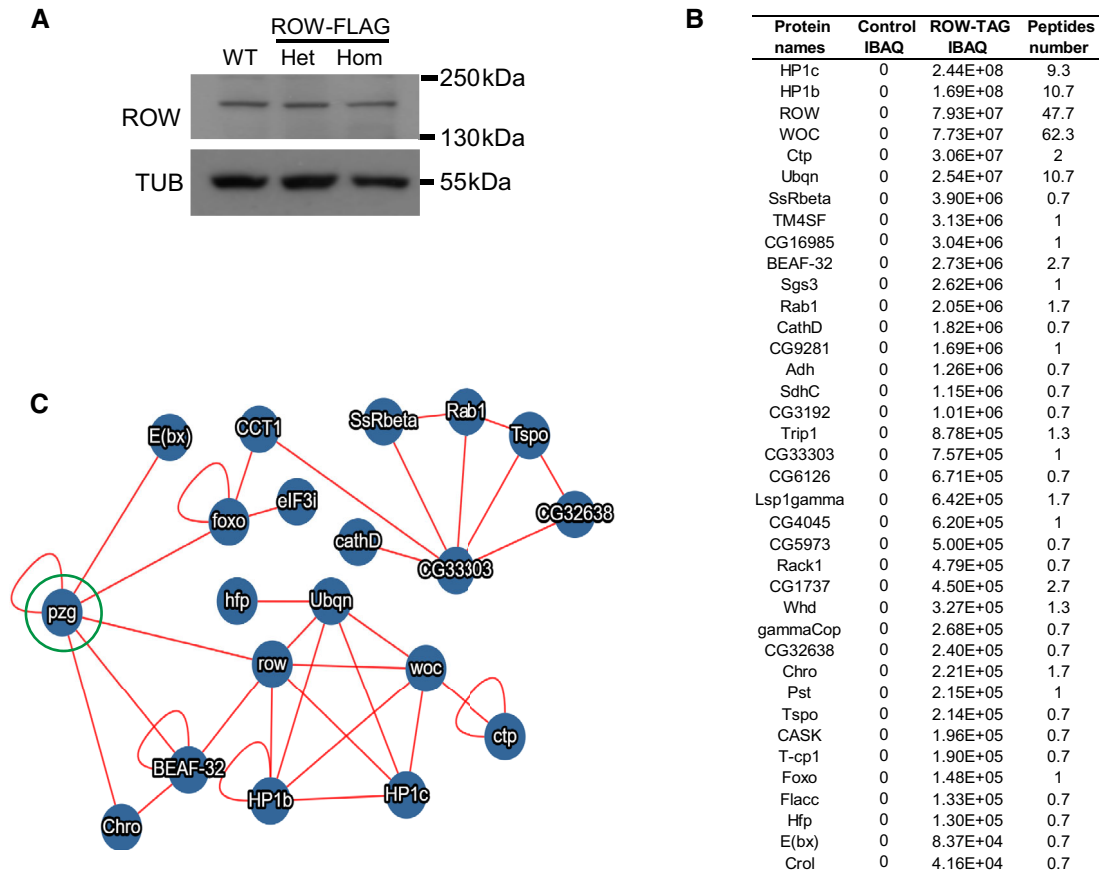 A
ROW-FLAG
WT Het Hom
250kDa
ROW
130kDa
TUB
55kDa
B
Protein names Control IBAQ ROW-TAG IBAQ Peptides number
HP1c 0 2.44E+08 9.3
HP1b 0 1.69E+08 10.7
ROW 0 7.93E+07 47.7
WOC 0 7.73E+07 62.3
Ctp 0 3.06E+07 2
Ubqn 0 2.54E+07 10.7
SsRbeta 0 3.90E+06 0.7
TM4SF 0 3.13E+06 1
CG16985 0 3.04E+06 1
BEAF-32 0 2.73E+06 2.7
Sgs3 0 2.62E+06 1
Rab1 0 2.05E+06 1.7
CathD 0 1.82E+06 0.7
CG9281 0 1.69E+06 1
Adh 0 1.26E+06 0.7
SdhC 0 1.15E+06 0.7
CG3192 0 1.01E+06 0.7
Trip1 0 8.78E+05 1.3
CG33303 0 7.57E+05 1
CG6126 0 6.71E+05 0.7
Lsp1gamma 0 6.42E+05 1.7
CG4045 0 6.20E+05 1
CG5973 0 5.00E+05 0.7
Rack1 0 4.79E+05 0.7
CG1737 0 4.50E+05 2.7
Whd 0 3.27E+05 1.3
gammaCop 0 2.68E+05 0.7
CG32638 0 2.40E+05 0.7
Chro 0 2.21E+05 1.7
Pst 0 2.15E+05 1
Tspo 0 2.14E+05 0.7
CASK 0 1.96E+05 0.7
T-cp1 0 1.90E+05 0.7
Foxo 0 1.48E+05 1
Flacc 0 1.33E+05 0.7
Hfp 0 1.30E+05 0.7
E(bx) 0 8.37E+04 0.7
Crol 0 4.16E+04 0.7
C
E(bx)
CCT1
SsRbeta
Rab1
Tspo
foxo
eIF3i
CG32638
cathD
CG33303
pzg
hfp
Ubqn
row
woc
ctp
BEAF-32
HP1b
HP1c
Chro